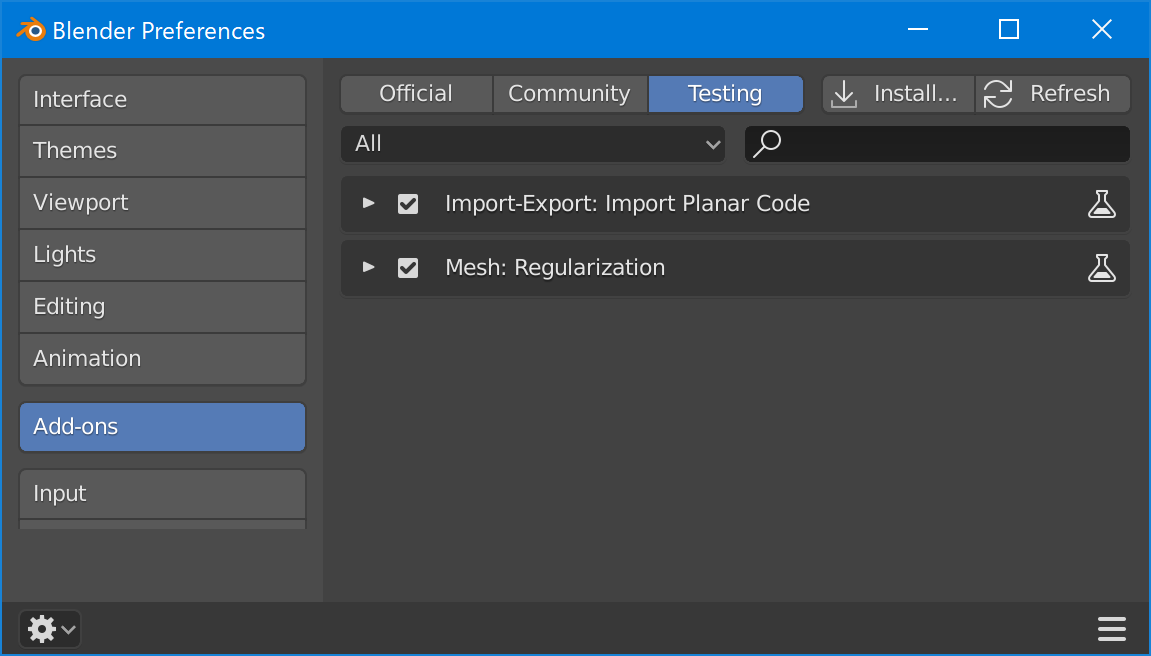 Blender Preferences
Interface
Themes
Viewport
Lights
Editing
Animation
Add-ons
Input
Official Community Testing Install... Refresh
All
Import-Export: Import Planar Code
Mesh: Regularization